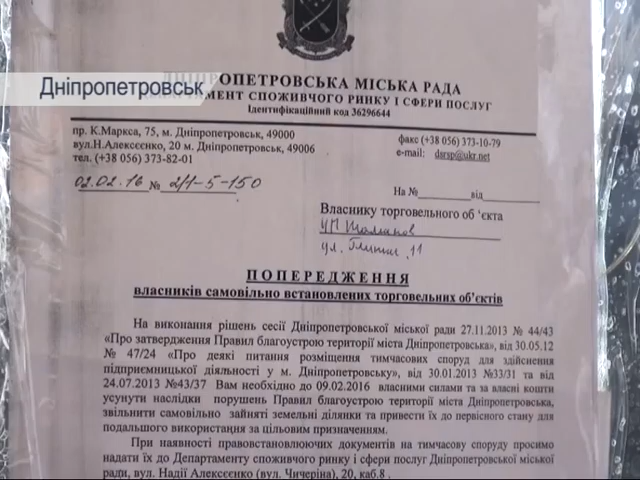 Дніпропетровськ
ДНІПРОПЕТРОВСЬКА МІСЬКА РАДА
ДЕПАРТАМЕНТ СПОЖИВЧОГО РИНКУ І СФЕРИ ПОСЛУГ
Ідентифікаційний код 36296644
пр. К.Маркса, 75, м. Дніпропетровськ, 49000
вул.Н.Алексєєнко, 20 м. Дніпропетровськ, 49006
тел. (+38 056) 373-82-01
факс (+38 056) 373-10-79
e-mail: darsp@ukr.net
02.02.16 № 2/1-5-150
На № від
Власнику торговельного об 'єкта
ул. Глинки, 11
ПОПЕРЕДЖЕННЯ
власників самовільно встановлених торговельних об'єктів
На виконання рішень сесії Дніпропетровської міської ради 27.11.2013 № 44/43
«Про затвердження Правил благоустрою території міста Дніпропетровська», від 30.05.12
№ 47/24 «Про деякі питання розміщення тимчасових споруд для здійснення
підприємницької діяльності у м. Дніпропетровську», від 30.01.2013 №33/31 та від
24.07.2013 №43/37 Вам необхідно до 09.02.2016 власними силами та за власні кошти
усунути наслідки порушень Правил благоустрою території міста Дніпропетровська,
звільнити самовільно зайняті земельні ділянки та привести їх до первісного стану для
подальшого використання за цільовим призначенням.
При наявності правовстановлюючих документів на тимчасову споруду просимо
надати їх до Департаменту споживчого ринку і сфери послуг Дніпропетровської міської
ради, вул. Надії Алексєєнко (вул. Чичеріна), 20, каб.8 .